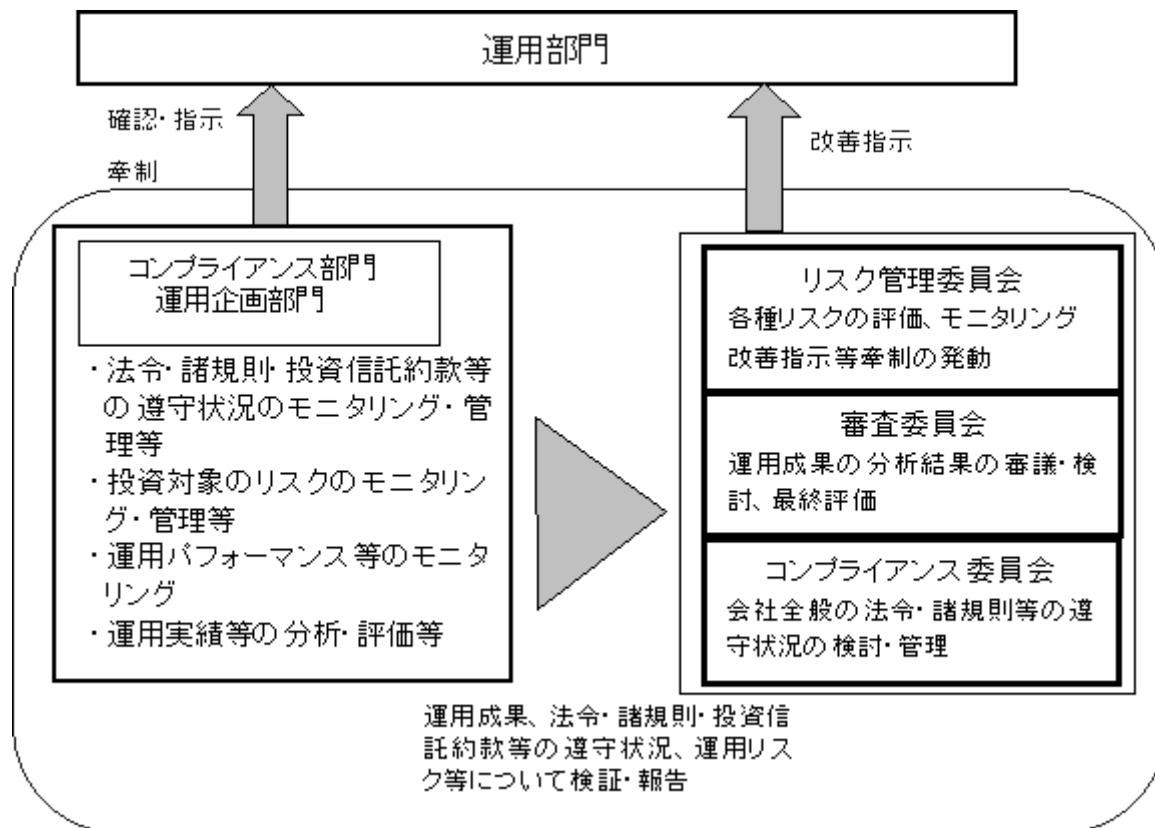 運用部門
確認・指示
牽制
改善指示
コンプライアンス部門
運用企画部門
・法令・諸規則・投資信託約款等
の遵守状況のモニタリング・管
理等
・投資対象のリスクのモニタリン
グ・管理等
・運用パフォーマンス等のモニタ
リング
・運用実績等の分析・評価等
リスク管理委員会
各種リスクの評価、モニタリング
改善指示等牽制の発動
審査委員会
運用成果の分析結果の審議・検
討、最終評価
コンプライアンス委員会
会社全般の法令・諸規則等の遵
守状況の検討・管理
運用成果、法令・諸規則・投資信
託約款等の遵守状況、運用リス
ク等について検証・報告